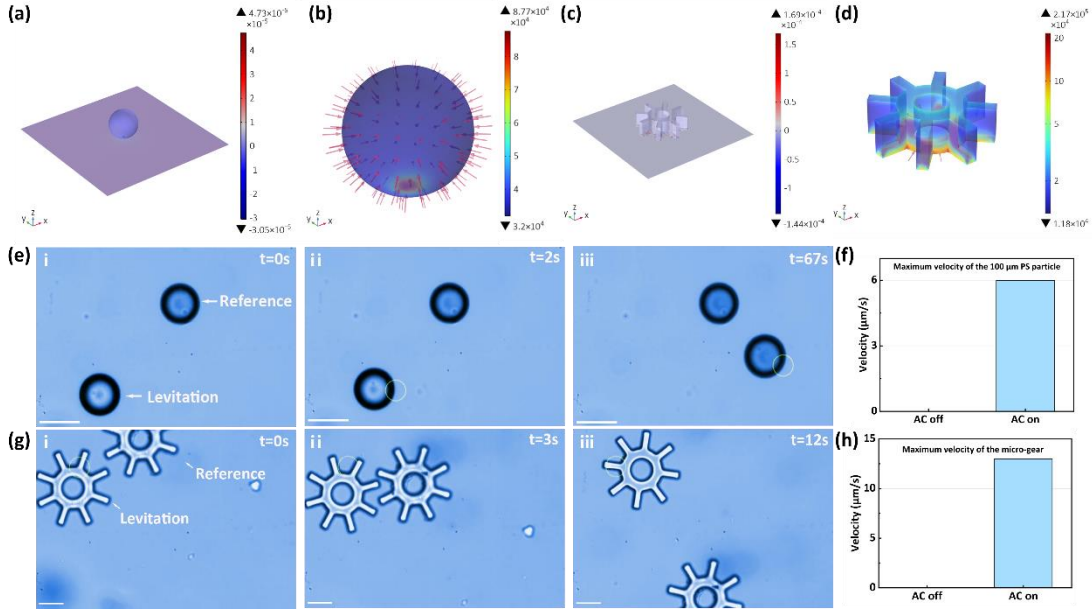 (a)
4.73×10⁻⁵
×10⁻⁵
4
3
2
1
0
-1
-2
-3
-3.05×10⁻⁵
z
y x
(b)
8.77×10⁴
×10⁴
8
7
6
5
4
3.2×10⁴
z
y x
(c)
1.69×10⁻⁴
×10⁻⁴
1.5
1
0.5
0
-0.5
-1
-1.44×10⁻⁴
z
y x
(d)
2.17×10⁵
×10⁴
20
10
5
2
1.18×10⁴
z
y x
(e)
i
t=0s
Reference
Levitation
ii
t=2s
iii
t=67s
(f)
Maximum velocity of the 100 μm PS particle
Velocity (μm/s)
6
3
0
AC off
AC on
(g)
i
t=0s
Reference
Levitation
ii
t=3s
iii
t=12s
(h)
Maximum velocity of the micro-gear
Velocity (μm/s)
15
10
5
0
AC off
AC on